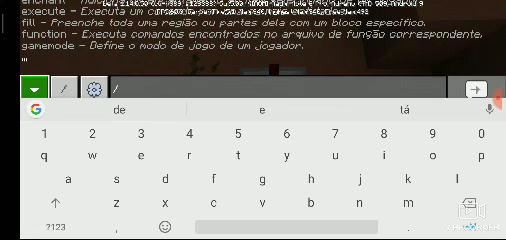 execute - Executa um c
fill - Preenche toda uma região ou partes dela com um bloco específico.
function - Executa comandos encontrados no arquivo de função correspondente.
gamemode - Define o modo de jogo de um jogador.
...
/ /
de e tá
1 2 3 4 5 6 7 8 9 0
q w e r t y u i o p
a s d f g h j k l
z x c v b n m
?123 , .